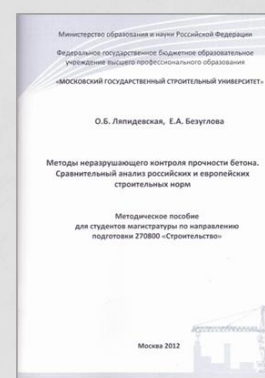 Министерство образования и науки Российской Федерации
Федеральное государственное бюджетное образовательное
учреждение высшего профессионального образования
«МОСКОВСКИЙ ГОСУДАРСТВЕННЫЙ СТРОИТЕЛЬНЫЙ УНИВЕРСИТЕТ»
О.Б. Ляпидевская, Е.А. Безуглова
Методы неразрушающего контроля прочности бетона.
Сравнительный анализ российских и европейских
строительных норм
Методическое пособие
для студентов магистратуры по направлению
подготовки 270800 «Строительство»
Москва 2012